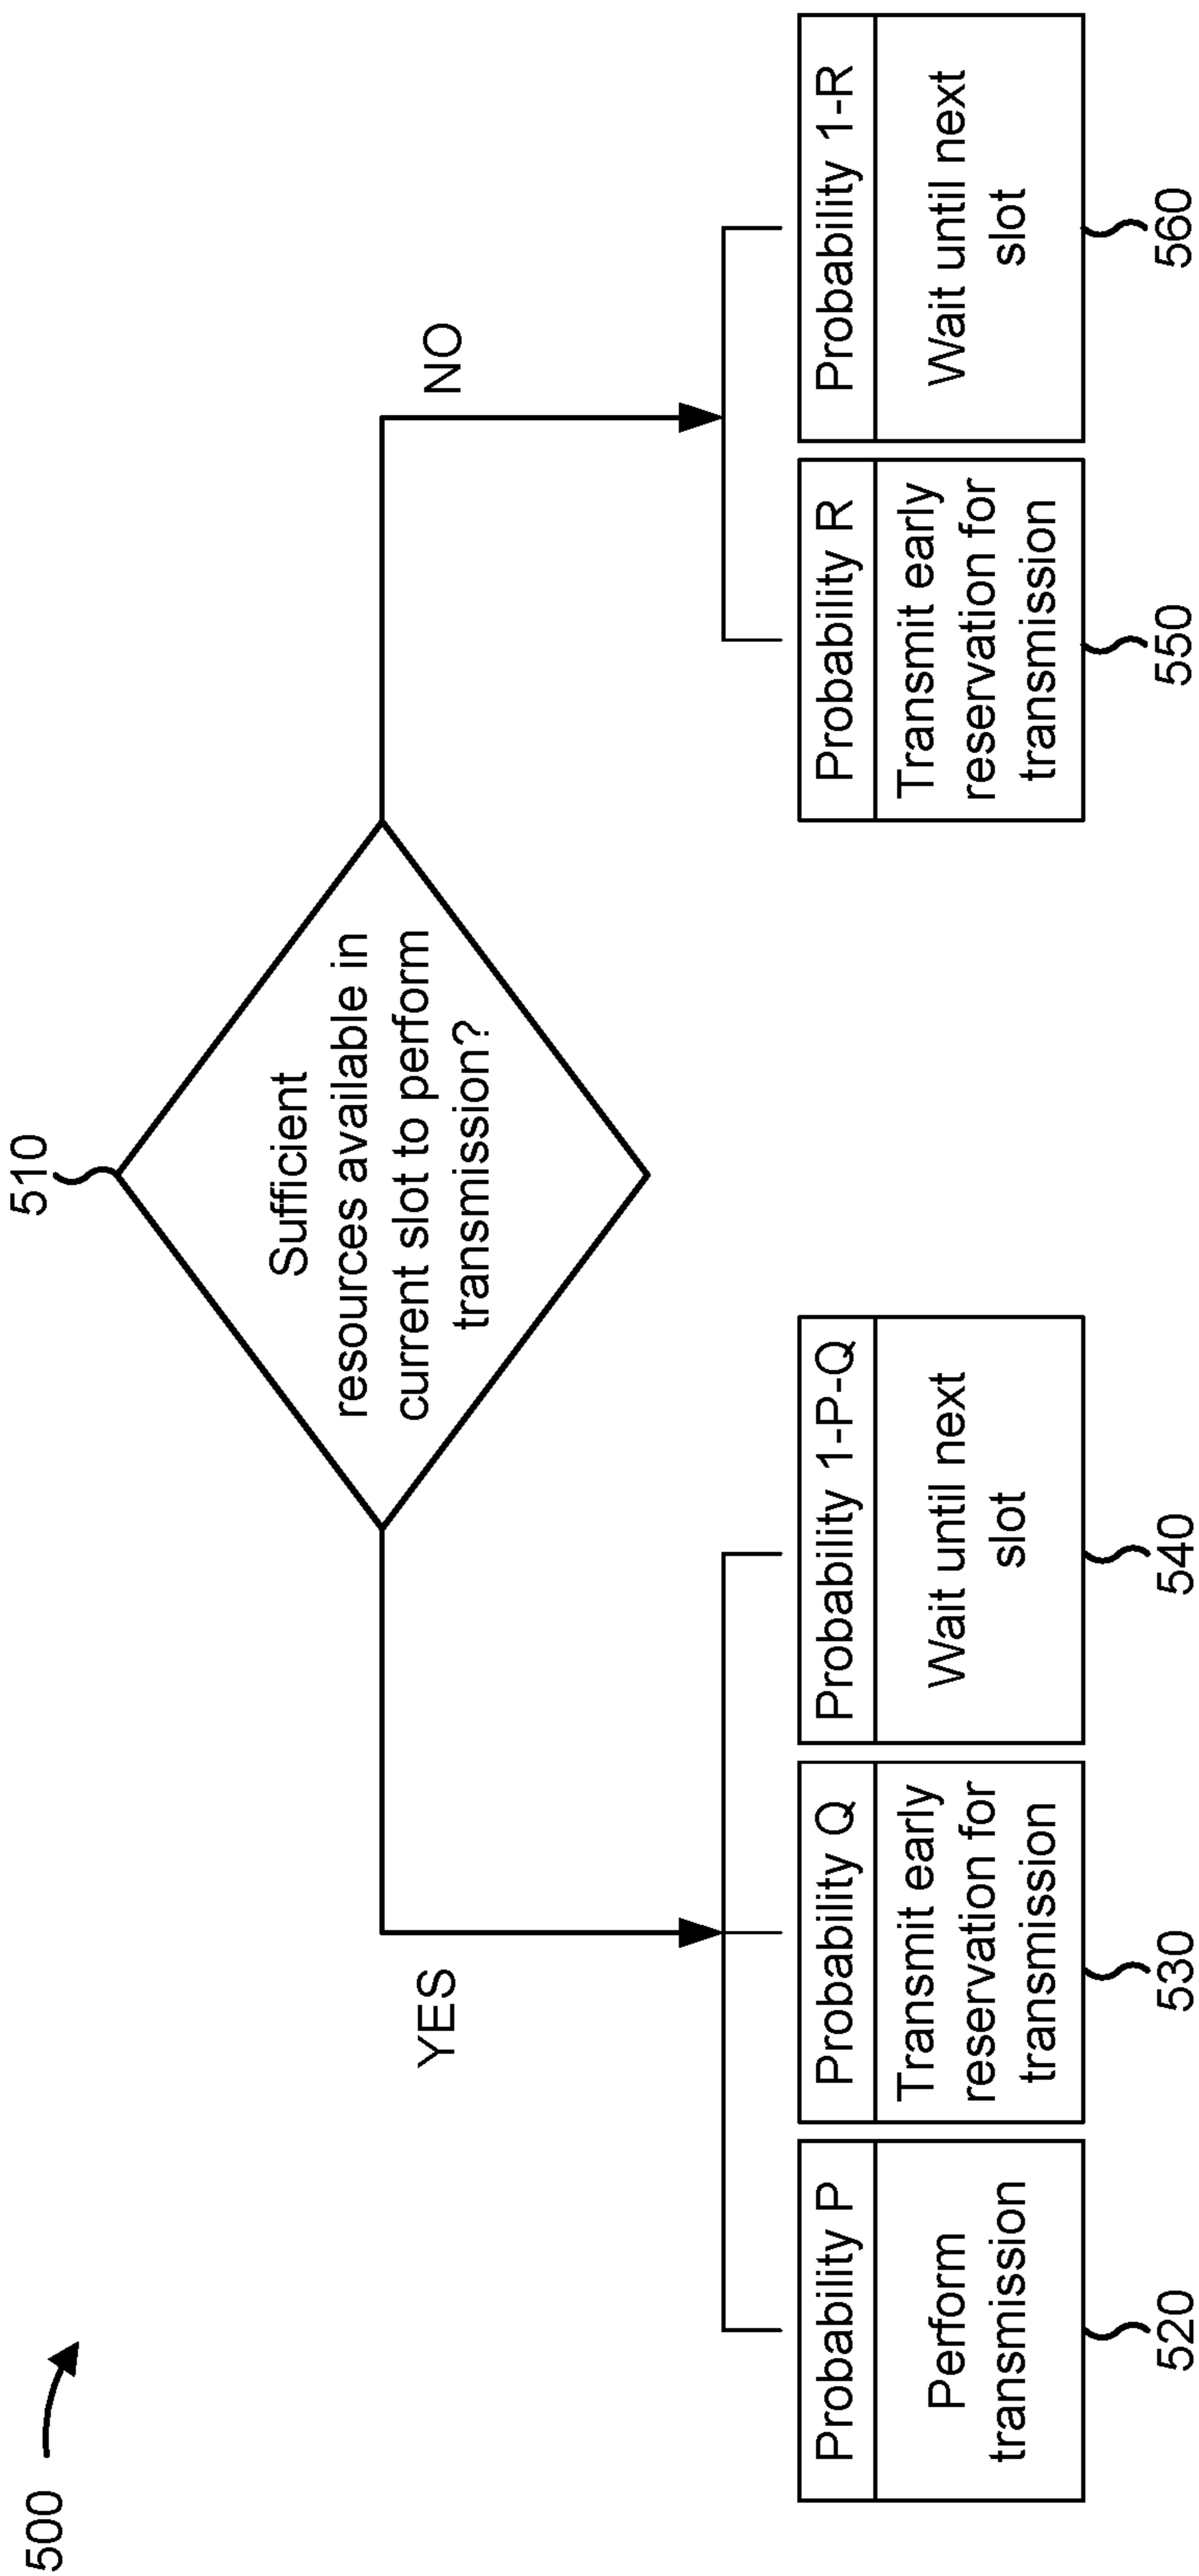 500
510
Sufficient
resources available in
current slot to perform
transmission?
YES
NO
Probability P
Perform
transmission
520
Probability Q
Transmit early
reservation for
transmission
530
Probability 1-P-Q
Wait until next
slot
540
Probability R
Transmit early
reservation for
transmission
550
Probability 1-R
Wait until next
slot
560